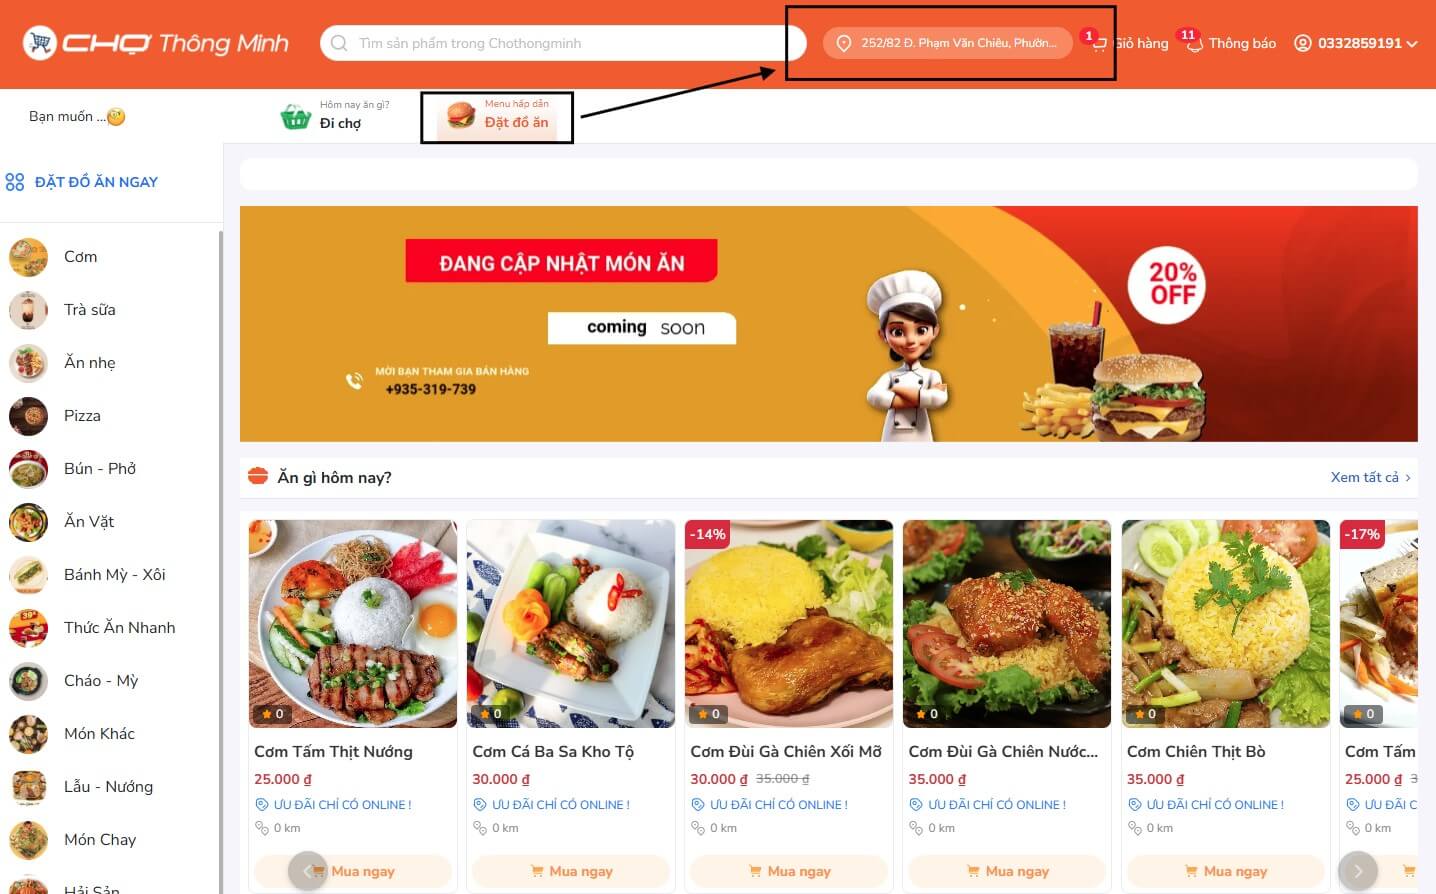 CHỢ Thông Minh
Tìm sản phẩm trong Chothongminh
252/82 Đ. Phạm Văn Chiêu, Phườn...
1
Giỏ hàng
11
Thông báo
0332859191
Bạn muốn ...
Hôm nay ăn gì?
Đi chợ
Menu hấp dẫn
Đặt đồ ăn
ĐẶT ĐỒ ĂN NGAY
Cơm
Trà sữa
Ăn nhẹ
Pizza
Bún - Phở
Ăn Vặt
Bánh Mỳ - Xôi
Thức Ăn Nhanh
Cháo - Mỳ
Món Khác
Lẩu - Nướng
Món Chay
Hải Sản
ĐANG CẬP NHẬT MÓN ĂN
coming soon
MỜI BẠN THAM GIA BÁN HÀNG
+935-319-739
20%
OFF
Ăn gì hôm nay?
Xem tất cả
0
Cơm Tấm Thịt Nướng
25.000 ₫
ƯU ĐÃI CHỈ CÓ ONLINE !
0 km
Mua ngay
0
Cơm Cá Ba Sa Kho Tộ
30.000 ₫
ƯU ĐÃI CHỈ CÓ ONLINE !
0 km
Mua ngay
-14%
0
Cơm Đùi Gà Chiên Xối Mỡ
30.000 ₫ 35.000 ₫
ƯU ĐÃI CHỈ CÓ ONLINE !
0 km
Mua ngay
0
Cơm Đùi Gà Chiên Nước...
35.000 ₫
ƯU ĐÃI CHỈ CÓ ONLINE !
0 km
Mua ngay
0
Cơm Chiên Thịt Bò
35.000 ₫
ƯU ĐÃI CHỈ CÓ ONLINE !
0 km
Mua ngay
-17%
0
Cơm Tấm
25.000 ₫ 3
ƯU ĐÃI C
0 km